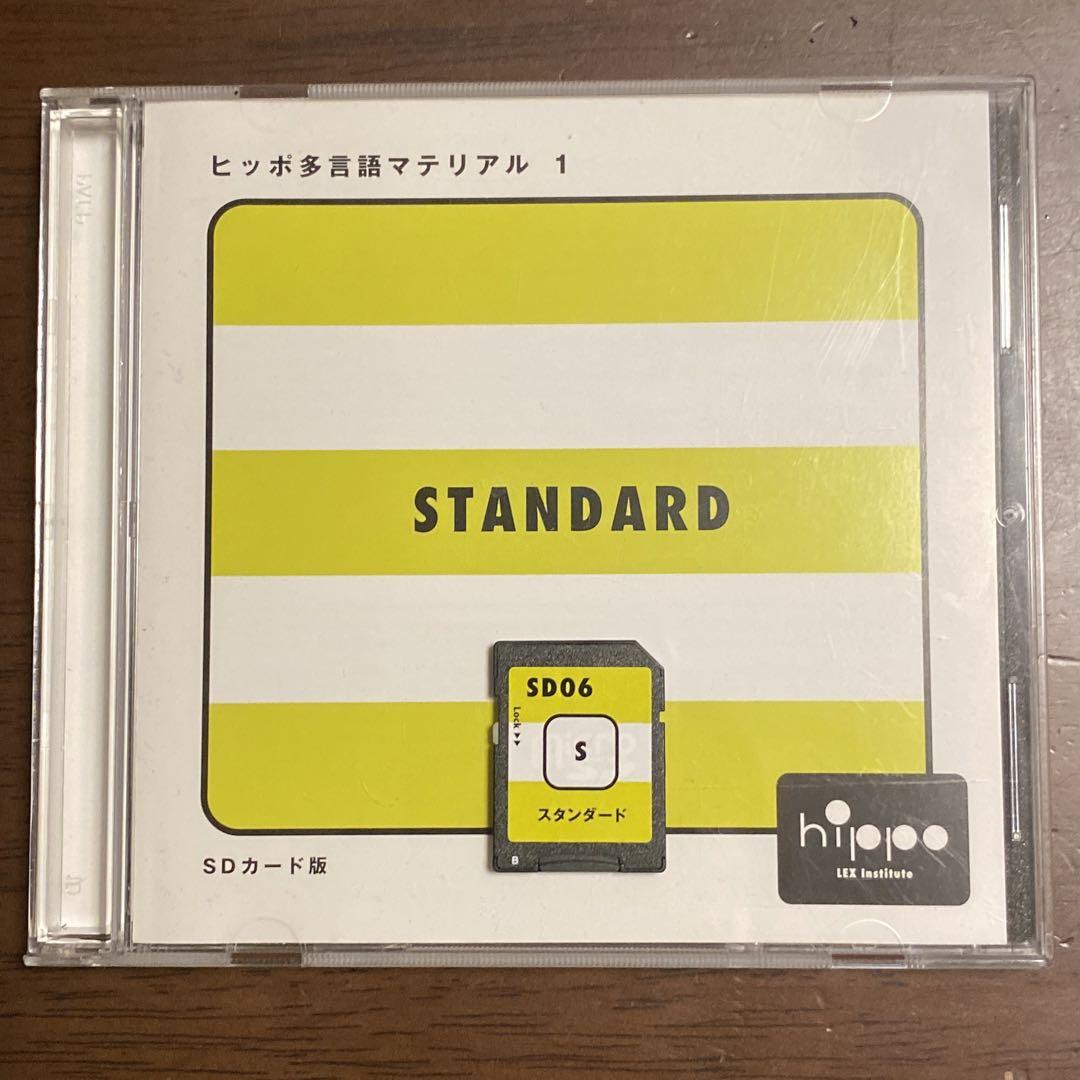 ヒッポ多言語マテリアル 1
STANDARD
SD06
Lock
S
スタンダード
B
SDカード版
hippo
LEX institute